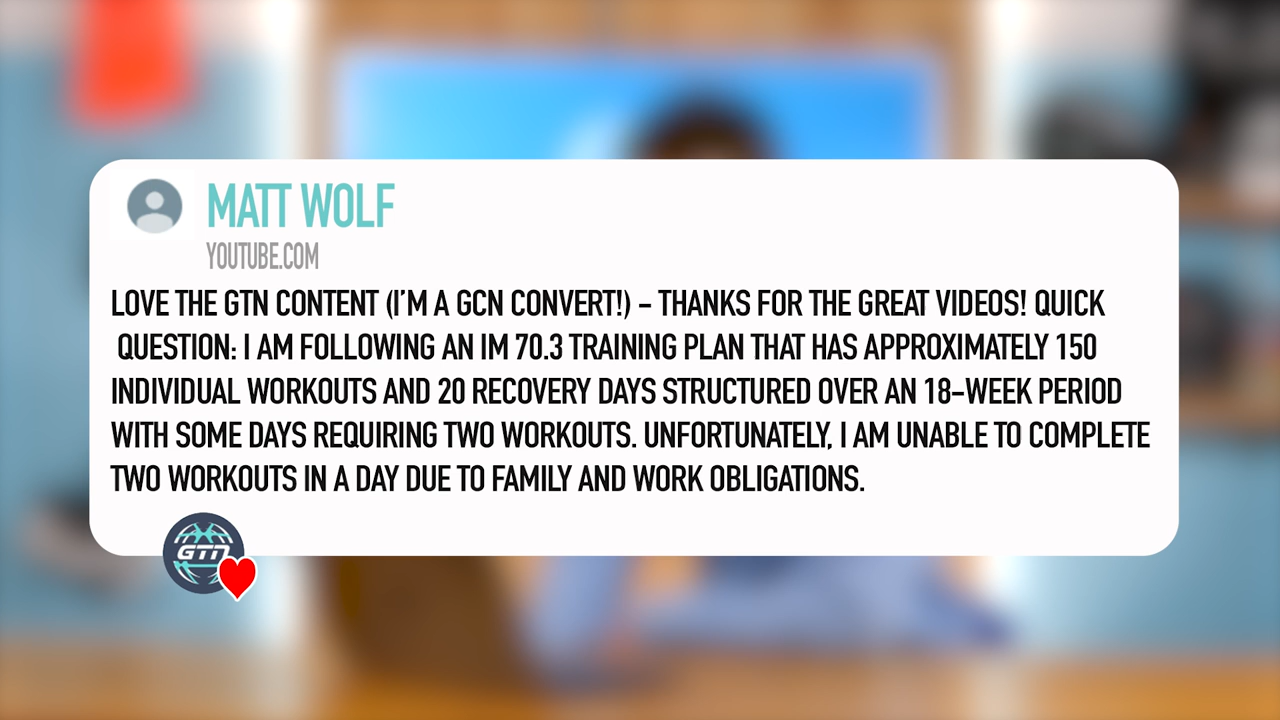 MATT WOLF
YOUTUBE.COM
LOVE THE GTN CONTENT (I'M A GCN CONVERT!) – THANKS FOR THE GREAT VIDEOS! QUICK
QUESTION: I AM FOLLOWING AN IM 70.3 TRAINING PLAN THAT HAS APPROXIMATELY 150
INDIVIDUAL WORKOUTS AND 20 RECOVERY DAYS STRUCTURED OVER AN 18-WEEK PERIOD
WITH SOME DAYS REQUIRING TWO WORKOUTS. UNFORTUNATELY, I AM UNABLE TO COMPLETE
TWO WORKOUTS IN A DAY DUE TO FAMILY AND WORK OBLIGATIONS.
GTN